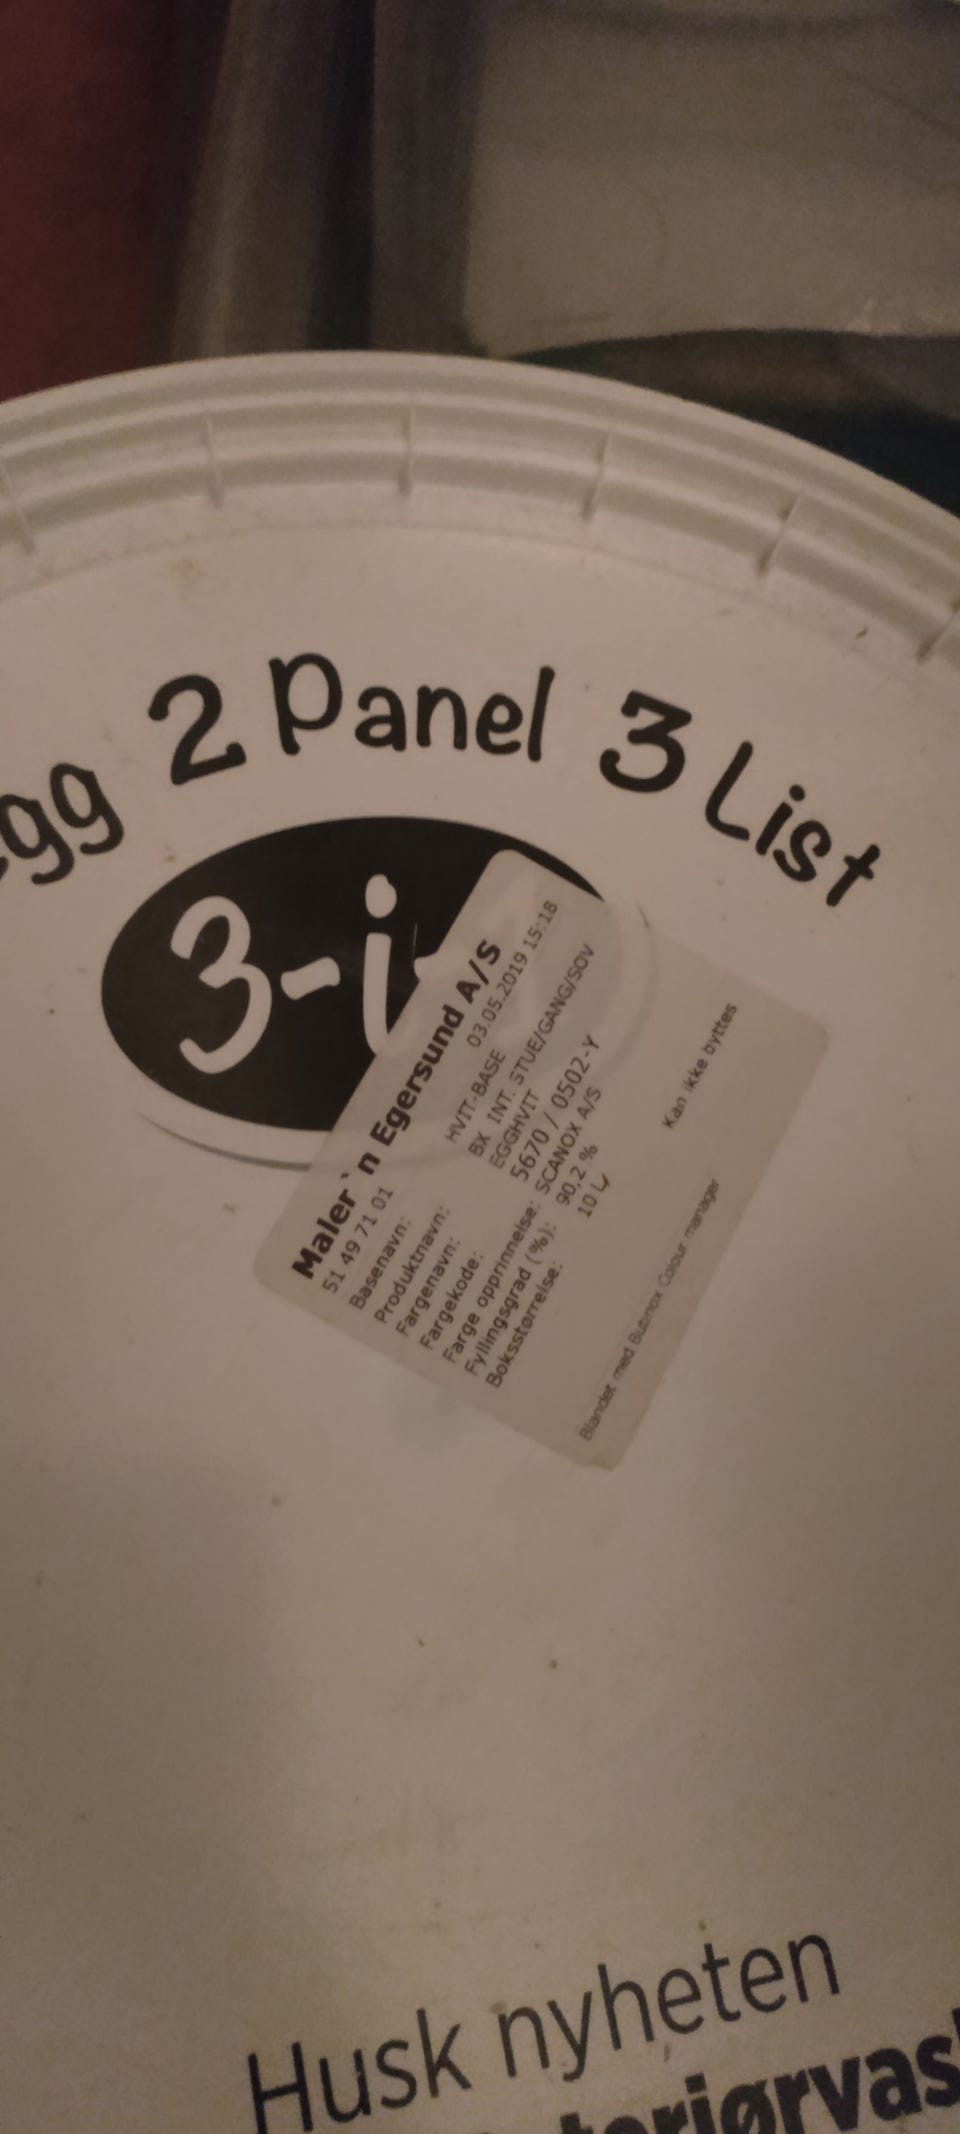 2 Panel 3 List
3-i
Maler`n Egersund A/S
51 49 71 01 03.05.2019 15:18
Basenavn: HVIT-BASE
Produktnavn: BX INT. STUE/GANG/SOV
Fargenavn: EGGHVIT
Fargekode: 5670 / 0502-Y
Farge opprinnelse: SCANOX A/S
Fyllingsgrad (%): 90,2 %
Boksstørrelse: 10 L
Kan ikke byttes
Blandet med Butinox Colour manager
Husk nyheten